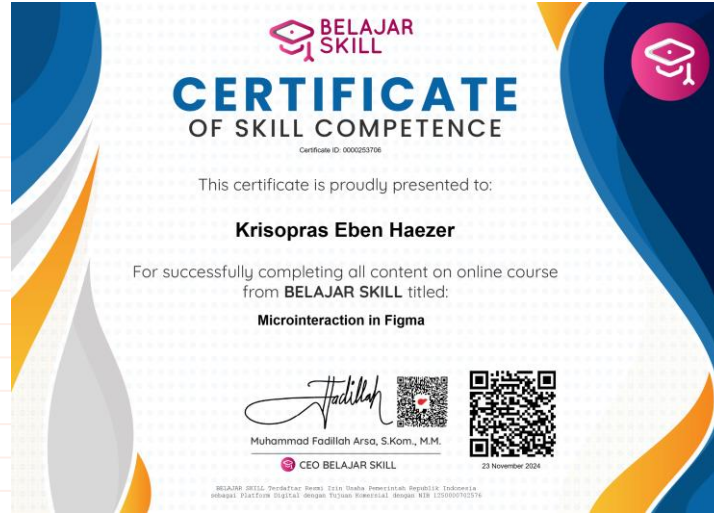 BELAJAR
SKILL
CERTIFICATE
OF SKILL COMPETENCE
Certificate ID: 0000253706
This certificate is proudly presented to:
Krisopras Eben Haezer
For successfully completing all content on online course
from BELAJAR SKILL titled:
Microinteraction in Figma
Fadillah
Muhammad Fadillah Arsa, S.Kom., M.M.
CEO BELAJAR SKILL
23 November 2024
BELAJAR SKILL Terdaftar Resmi Izin Usaha Pemerintah Republik Indonesia
sebagai Platform Digital dengan Tujuan Komersial dengan NIB